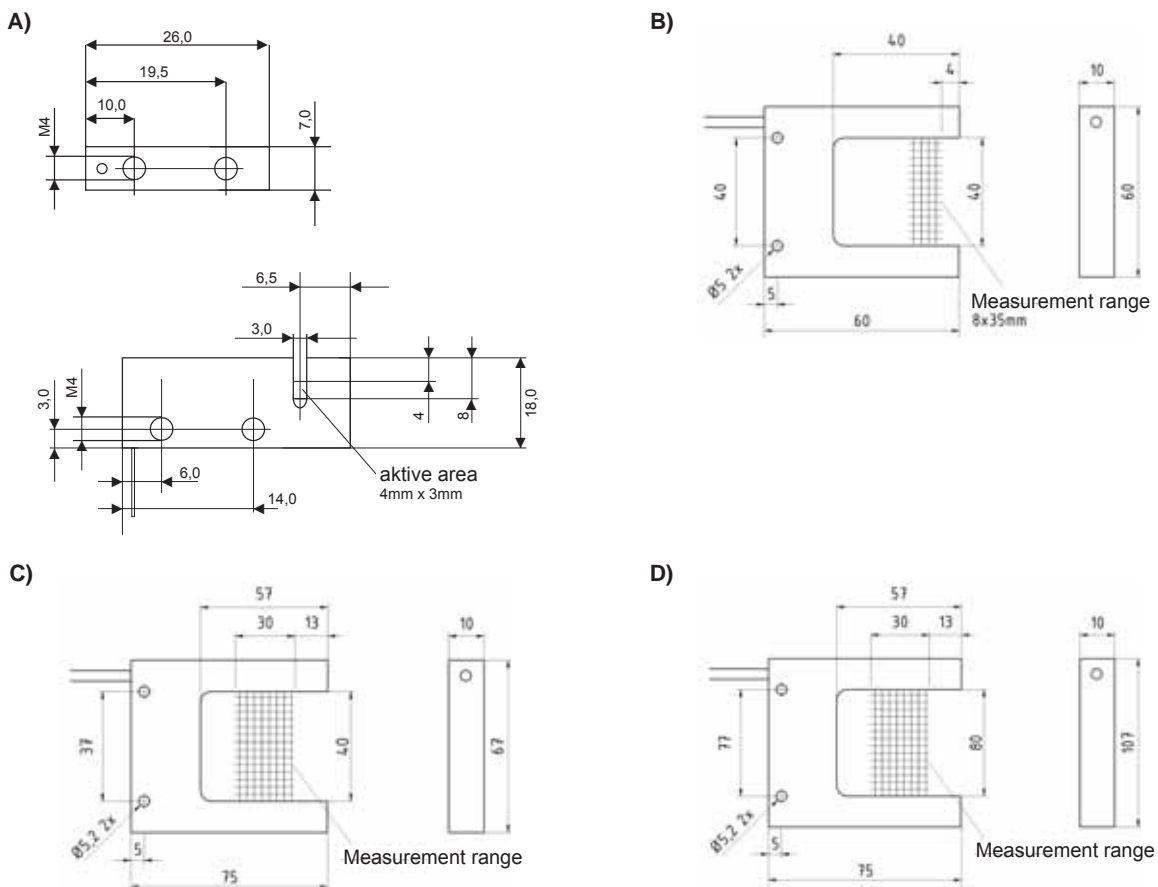 A)
26,0
19,5
10,0
M4
7,0
6,5
3,0
3,0
M4
4
8
18,0
6,0
14,0
aktive area
4mm x 3mm
B)
40
4
10
40
40
60
Ø5 2x
5
60
Measurement range
8x35mm
C)
57
30
13
10
37
40
67
Ø5,2 2x
5
75
Measurement range
D)
57
30
13
10
77
80
107
Ø5,2 2x
5
75
Measurement range